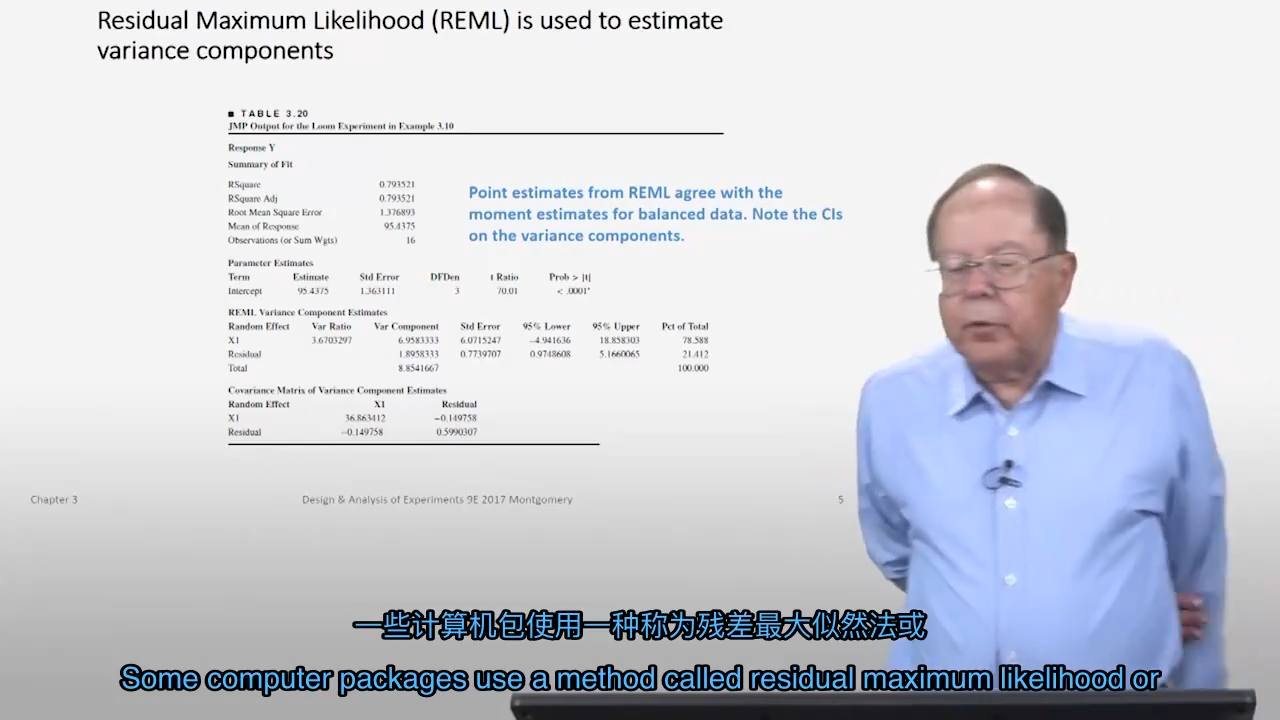 Residual Maximum Likelihood (REML) is used to estimate
variance components
■ TABLE 3.20
JMP Output for the Loom Experiment in Example 3.10
Response Y
Summary of Fit
RSquare 0.793521
RSquare Adj 0.793521
Root Mean Square Error 1.376893
Mean of Response 95.4375
Observations (or Sum Wgts) 16
Point estimates from REML agree with the
moment estimates for balanced data. Note the CIs
on the variance components.
Parameter Estimates
Term Estimate Std Error DFDen t Ratio Prob > |t|
Intercept 95.4375 1.363111 3 70.01 < .0001*
REML Variance Component Estimates
Random Effect Var Ratio Var Component Std Error 95% Lower 95% Upper Pct of Total
X1 3.6703297 6.9583333 6.0715247 −4.941636 18.858303 78.588
Residual 1.8958333 0.7739707 0.9748608 5.1660065 21.412
Total 8.8541667 100.000
Covariance Matrix of Variance Component Estimates
Random Effect X1 Residual
X1 36.863412 −0.149758
Residual −0.149758 0.5990307
Chapter 3 Design & Analysis of Experiments 9E 2017 Montgomery 5
一些计算机包使用一种称为残差最大似然法或
Some computer packages use a method called residual maximum likelihood or